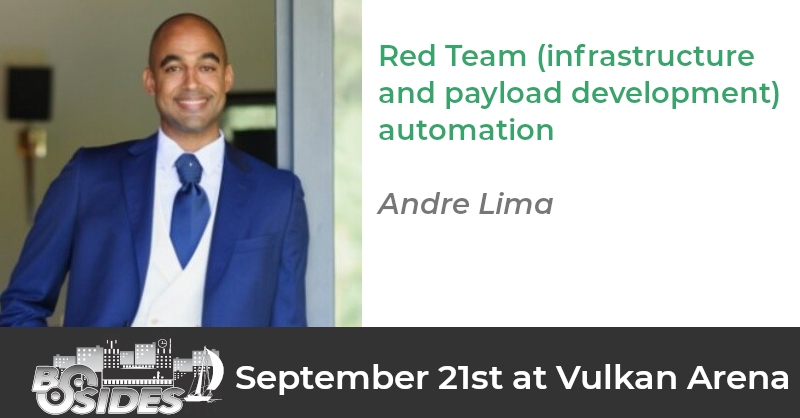 Red Team (infrastructure
and payload development)
automation
Andre Lima
BSIDES
September 21st at Vulkan Arena